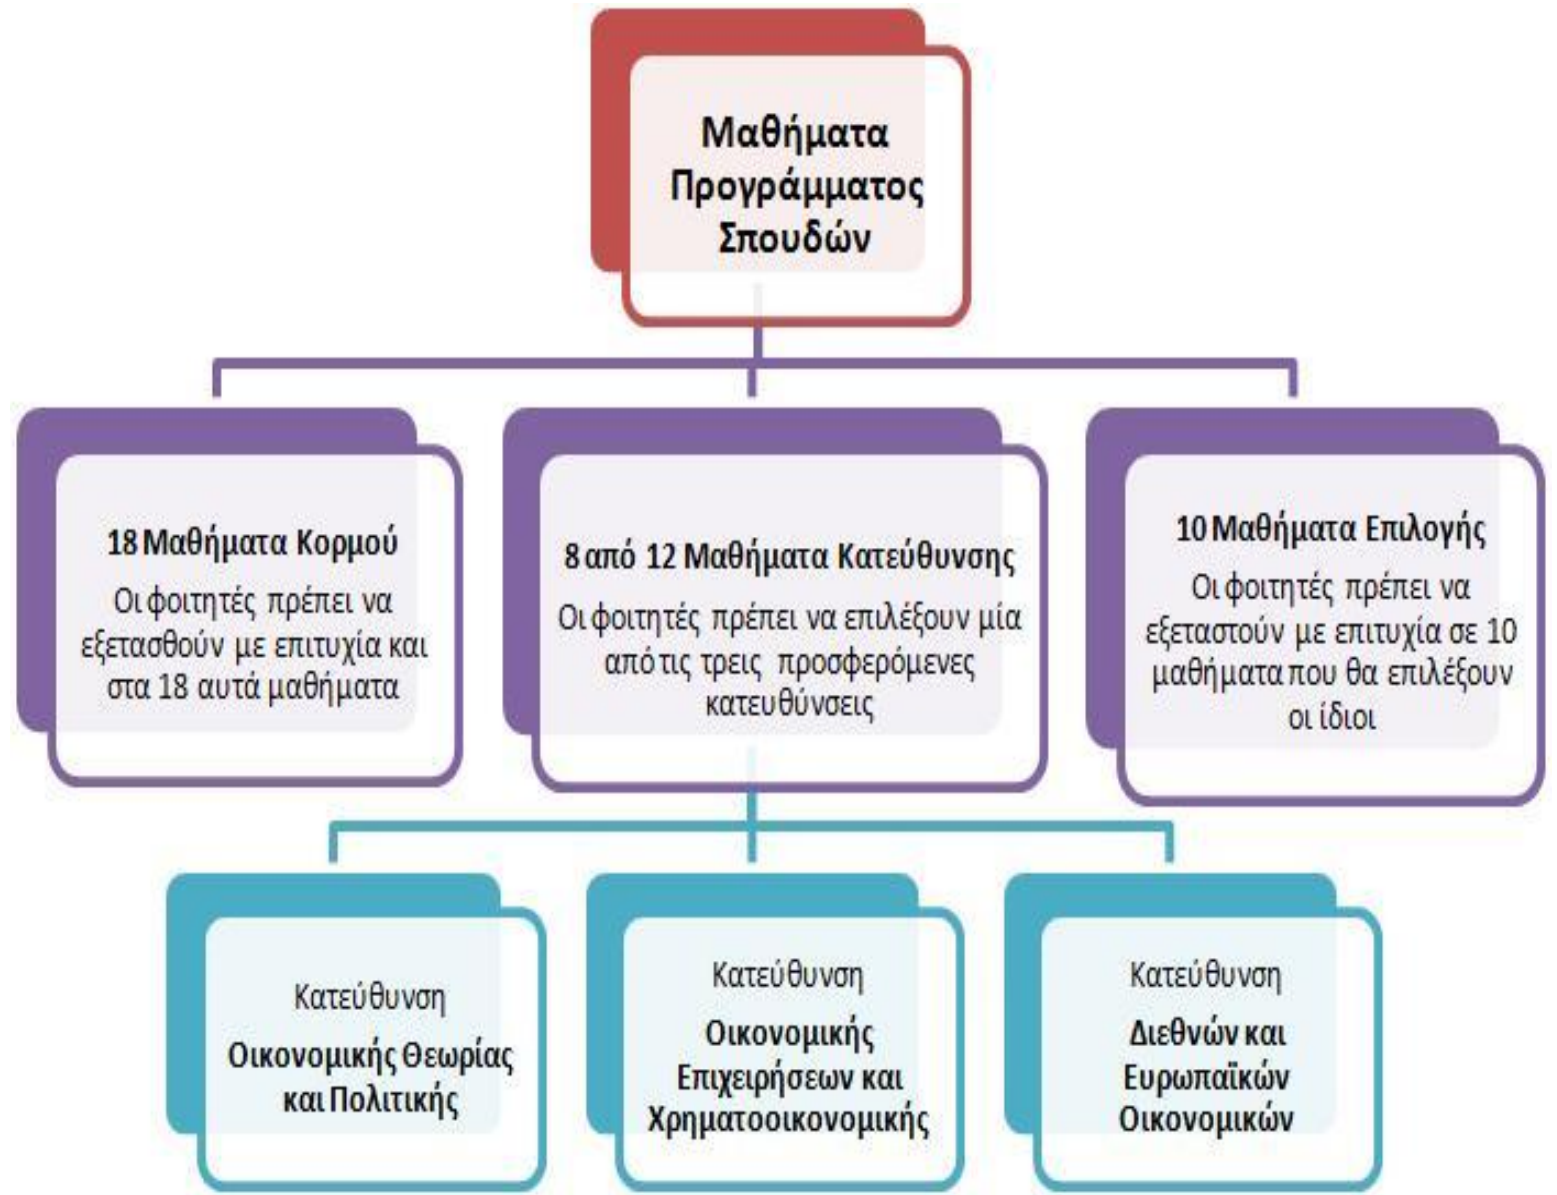 Μαθήματα
Προγράμματος
Σπουδών
18 Μαθήματα Κορμού
Οι φοιτητές πρέπει να
εξετασθούν με επιτυχία και
στα 18 αυτά μαθήματα
8 από 12 Μαθήματα Κατεύθυνσης
Οι φοιτητές πρέπει να επιλέξουν μία
από τις τρεις προσφερόμενες
κατευθύνσεις
10 Μαθήματα Επιλογής
Οι φοιτητές πρέπει να
εξεταστούν με επιτυχία σε 10
μαθήματα που θα επιλέξουν
οι ίδιοι
Κατεύθυνση
Οικονομικής Θεωρίας
και Πολιτικής
Κατεύθυνση
Οικονομικής
Επιχειρήσεων και
Χρηματοοικονομικής
Κατεύθυνση
Διεθνών και
Ευρωπαϊκών
Οικονομικών